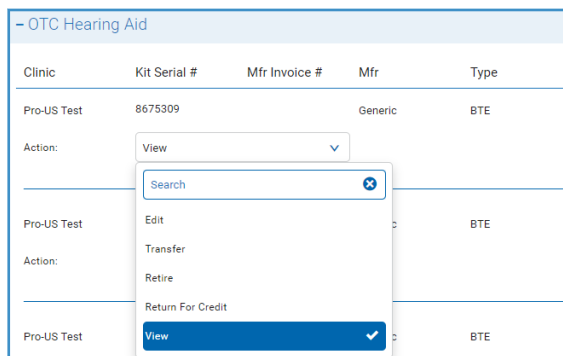 – OTC Hearing Aid
Clinic Kit Serial # Mfr Invoice # Mfr Type
Pro-US Test 8675309 Generic BTE
Action: View
Search
Edit
Pro-US Test c BTE
Transfer
Action:
Retire
Return For Credit
Pro-US Test View c BTE